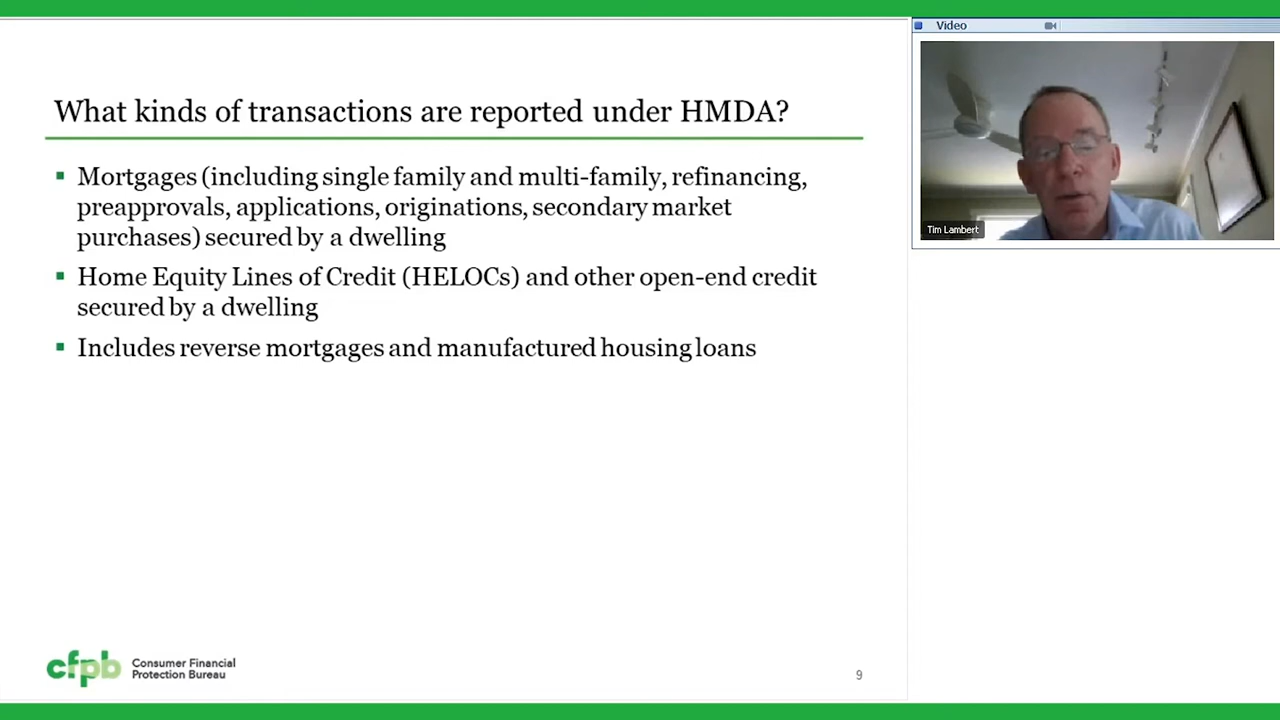 What kinds of transactions are reported under HMDA?
▪ Mortgages (including single family and multi-family, refinancing,
preapprovals, applications, originations, secondary market
purchases) secured by a dwelling
▪ Home Equity Lines of Credit (HELOCs) and other open-end credit
secured by a dwelling
▪ Includes reverse mortgages and manufactured housing loans
cfpb
Consumer Financial
Protection Bureau
9
Video
Tim Lambert